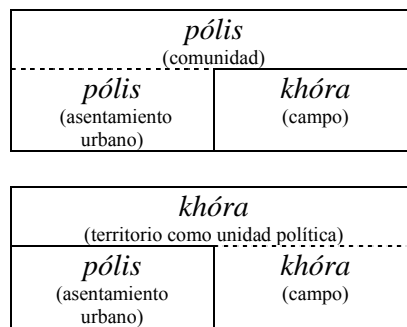 pólis
(comunidad)
pólis khóra
(asentamiento (campo)
urbano)
khóra
(territorio como unidad política)
pólis khóra
(asentamiento (campo)
urbano)